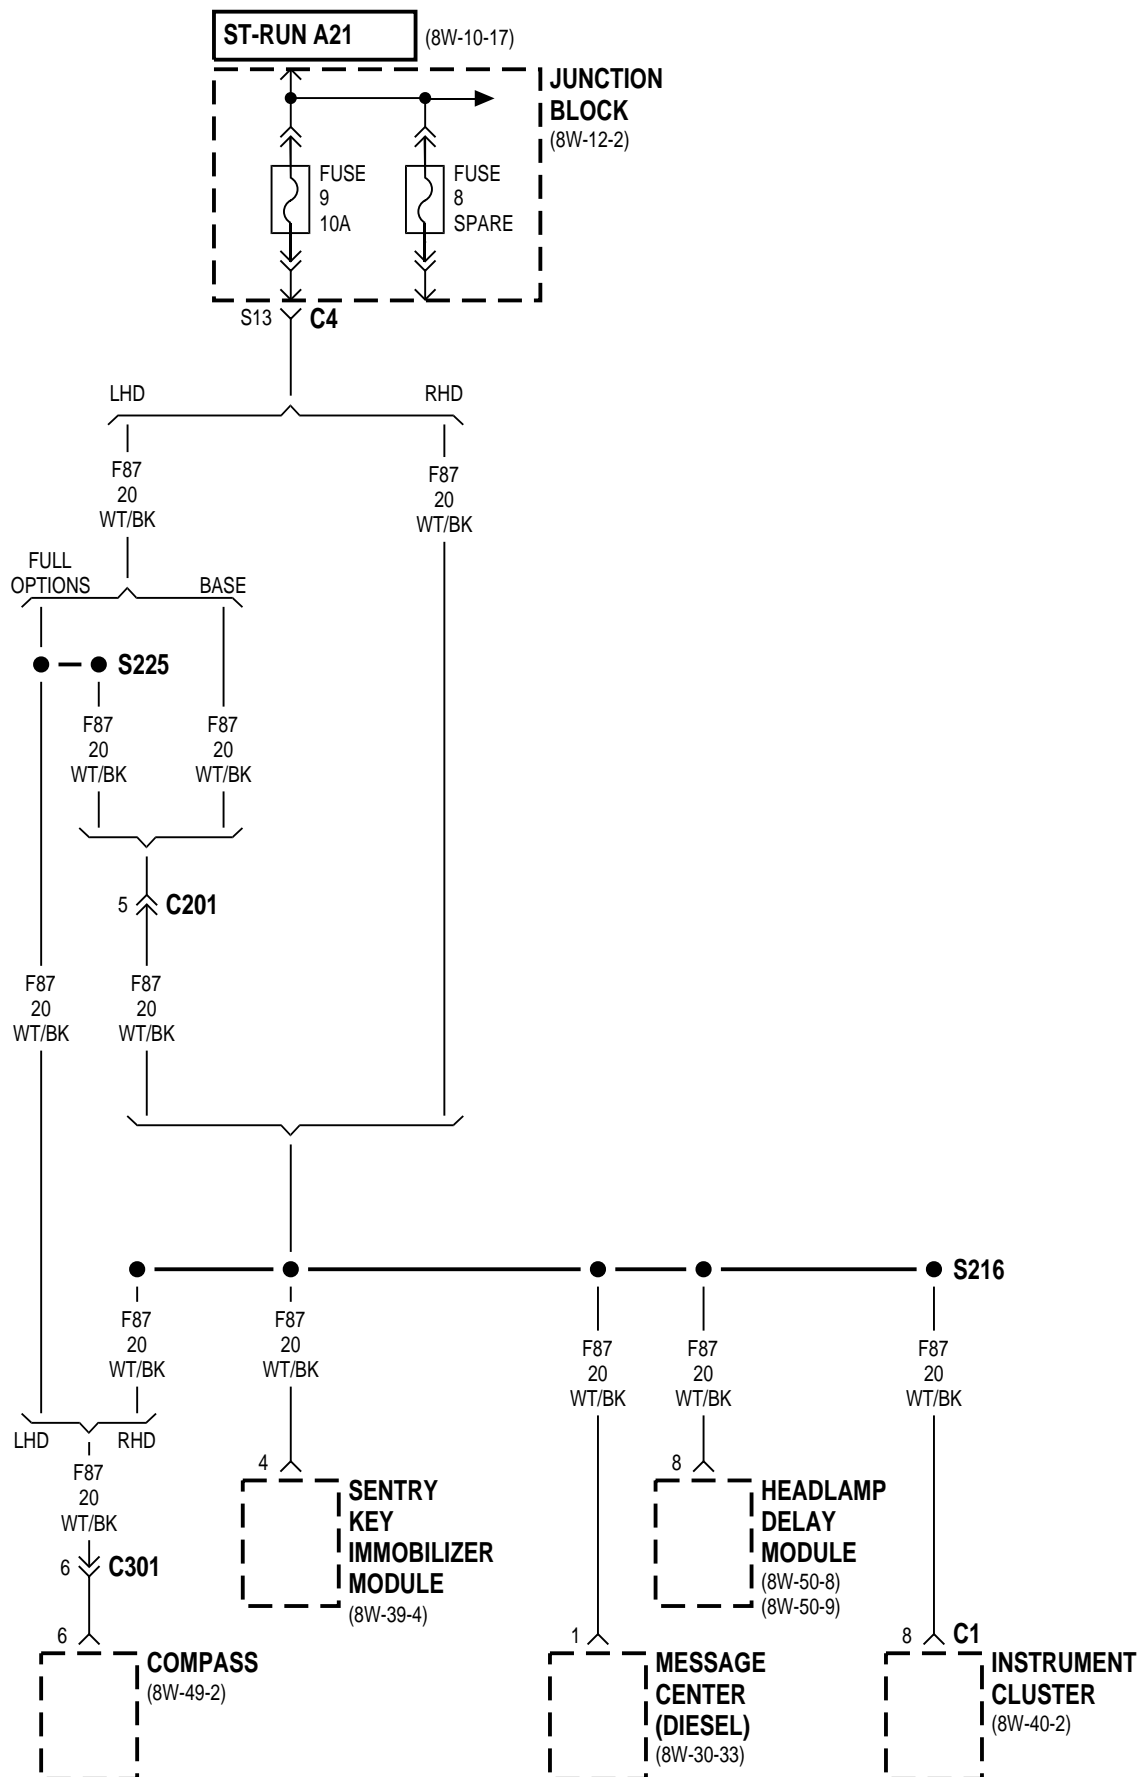 ST-RUN A21
(8W-10-17)
JUNCTION
BLOCK
(8W-12-2)
FUSE
9
10A
FUSE
8
SPARE
S13
C4
LHD
RHD
F87
20
WT/BK
F87
20
WT/BK
FULL
OPTIONS
BASE
S225
F87
20
WT/BK
F87
20
WT/BK
5
C201
F87
20
WT/BK
F87
20
WT/BK
S216
F87
20
WT/BK
F87
20
WT/BK
F87
20
WT/BK
F87
20
WT/BK
F87
20
WT/BK
LHD
RHD
F87
20
WT/BK
6
C301
4
SENTRY
KEY
IMMOBILIZER
MODULE
(8W-39-4)
8
HEADLAMP
DELAY
MODULE
(8W-50-8)
(8W-50-9)
6
COMPASS
(8W-49-2)
1
MESSAGE
CENTER
(DIESEL)
(8W-30-33)
8
C1
INSTRUMENT
CLUSTER
(8W-40-2)